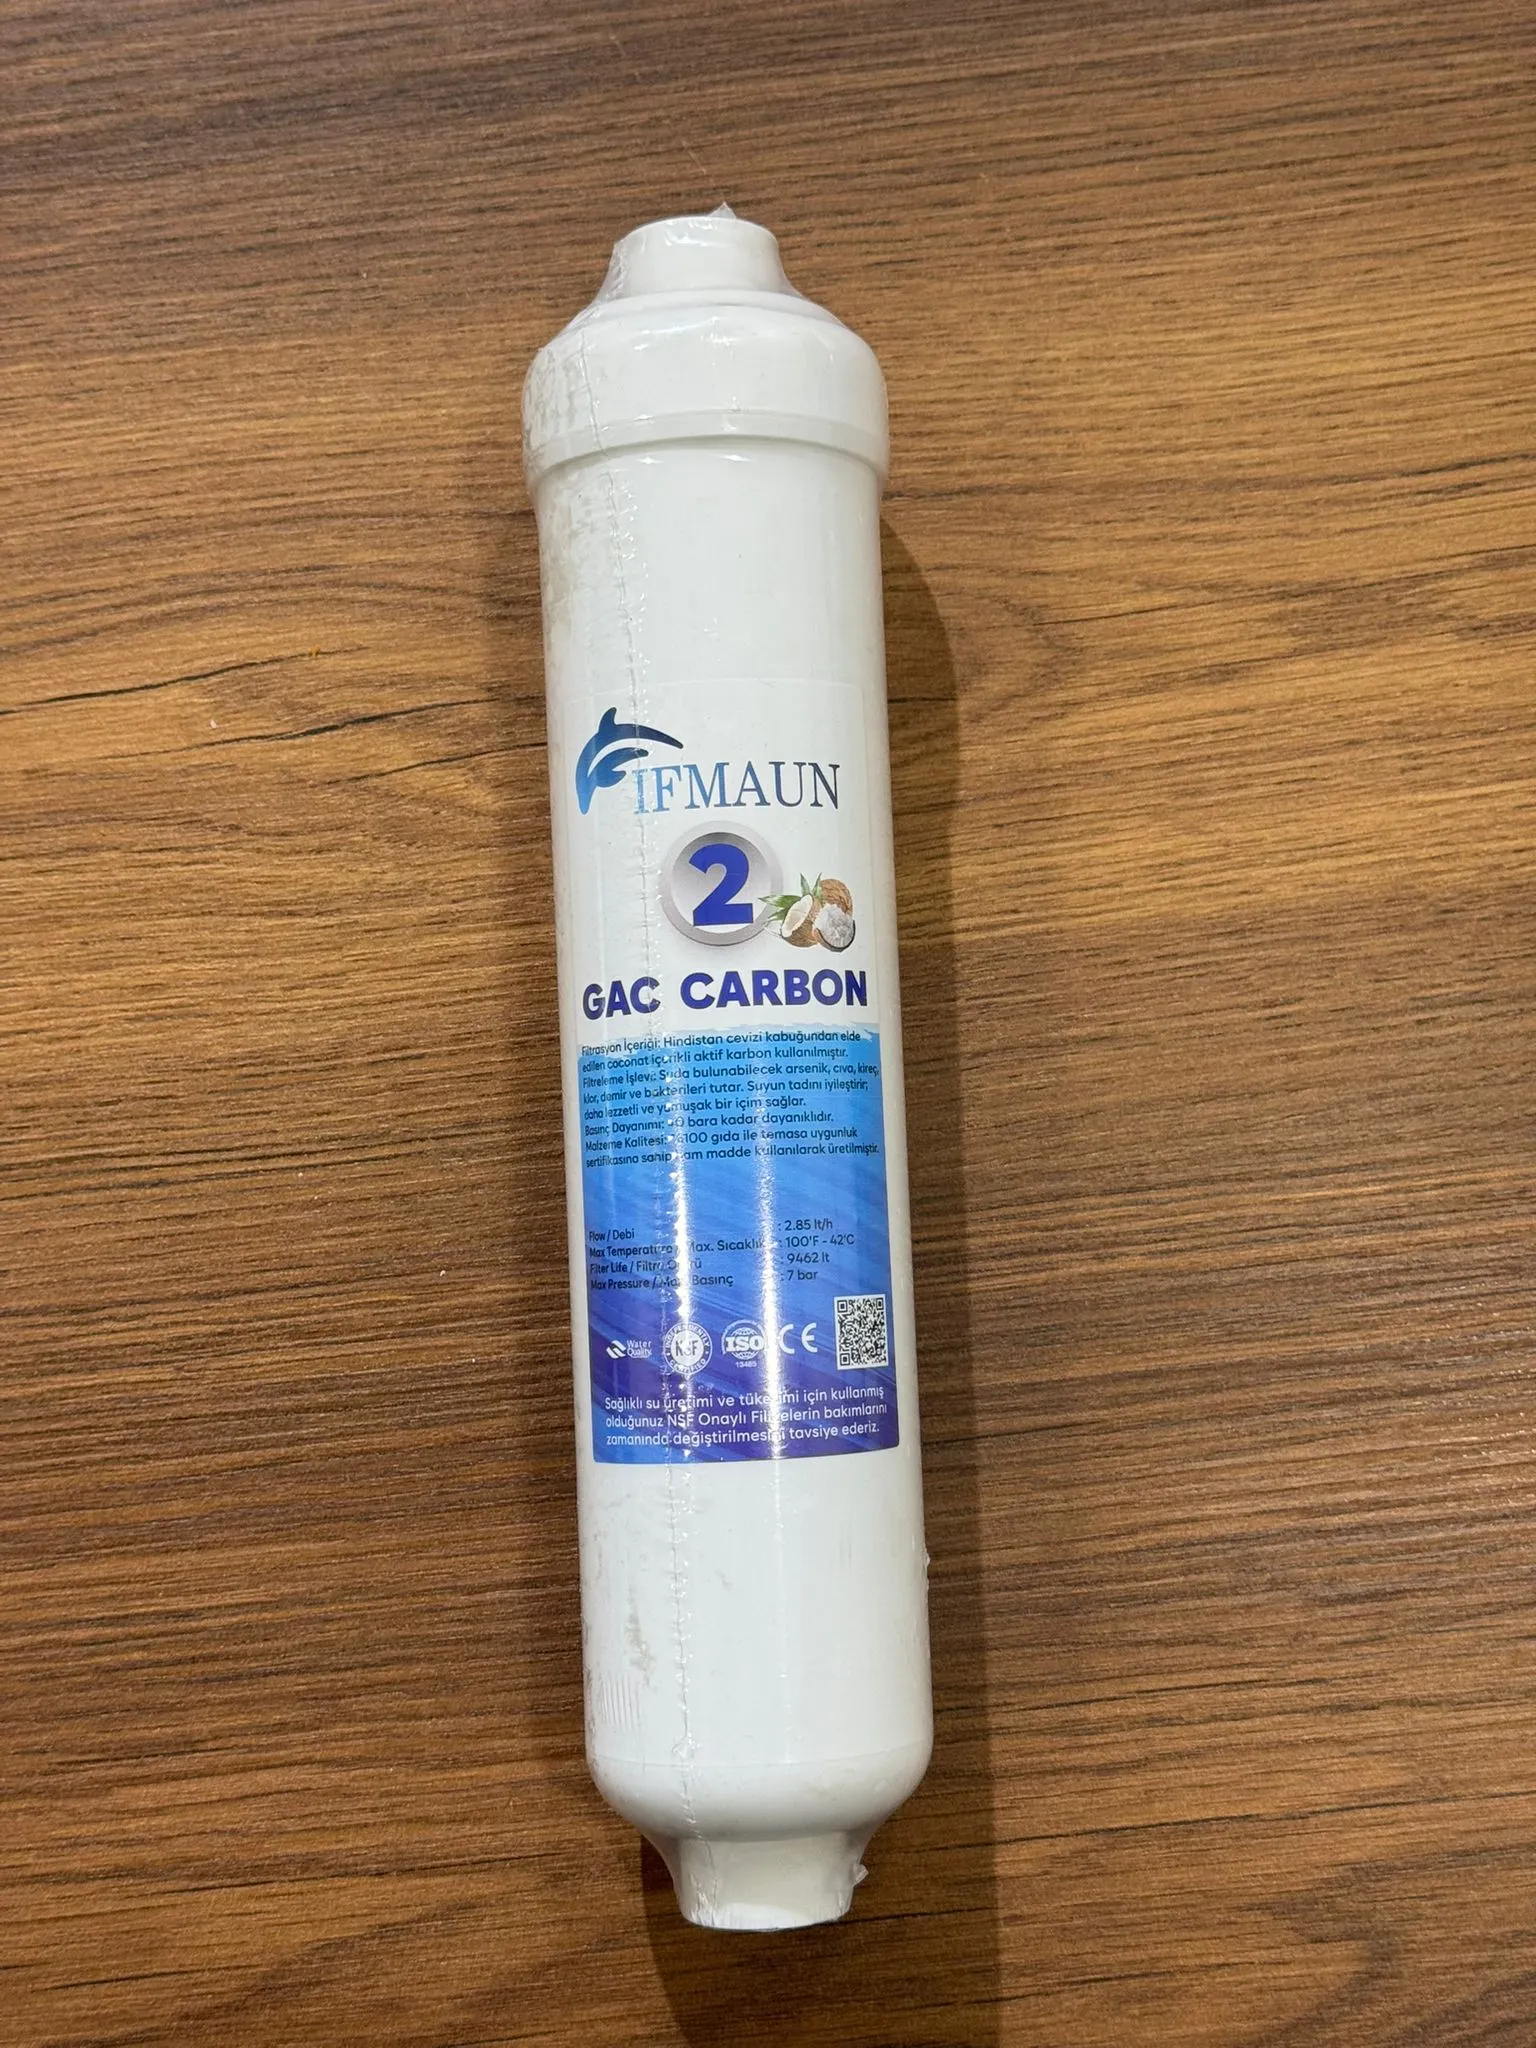 IFMAUN
2
GAC CARBON
Filtrasyon İçeriği: Hindistan cevizi kabuğundan elde
edilen coconat içerikli aktif karbon kullanılmıştır.
Filtreleme İşlevi: Suda bulunabilecek arsenik, cıva, kireç,
klor, demir ve bakterileri tutar. Suyun tadını iyileştirir;
daha lezzetli ve yumuşak bir içim sağlar.
Basınç Dayanımı: bara kadar dayanıklıdır.
Malzeme Kalitesi: %100 gıda ile temasa uygunluk
sertifikasına sahip ham madde kullanılarak üretilmiştir.
Flow / Debi : 2.85 lt/h
Max Temperature / Max. Sıcaklık : 100°F - 42°C
Filter Life / Filtre Ömrü : 9462 lt
Max Pressure / Max Basınç : 7 bar
Water
Quality
INDEPENDENTLY
NSF
CERTIFIED
ISO
13485
CE
Sağlıklı su üretimi ve tüketimi için kullanmış
olduğunuz NSF Onaylı Filtrelerin bakımlarını
zamanında değiştirilmesini tavsiye ederiz.